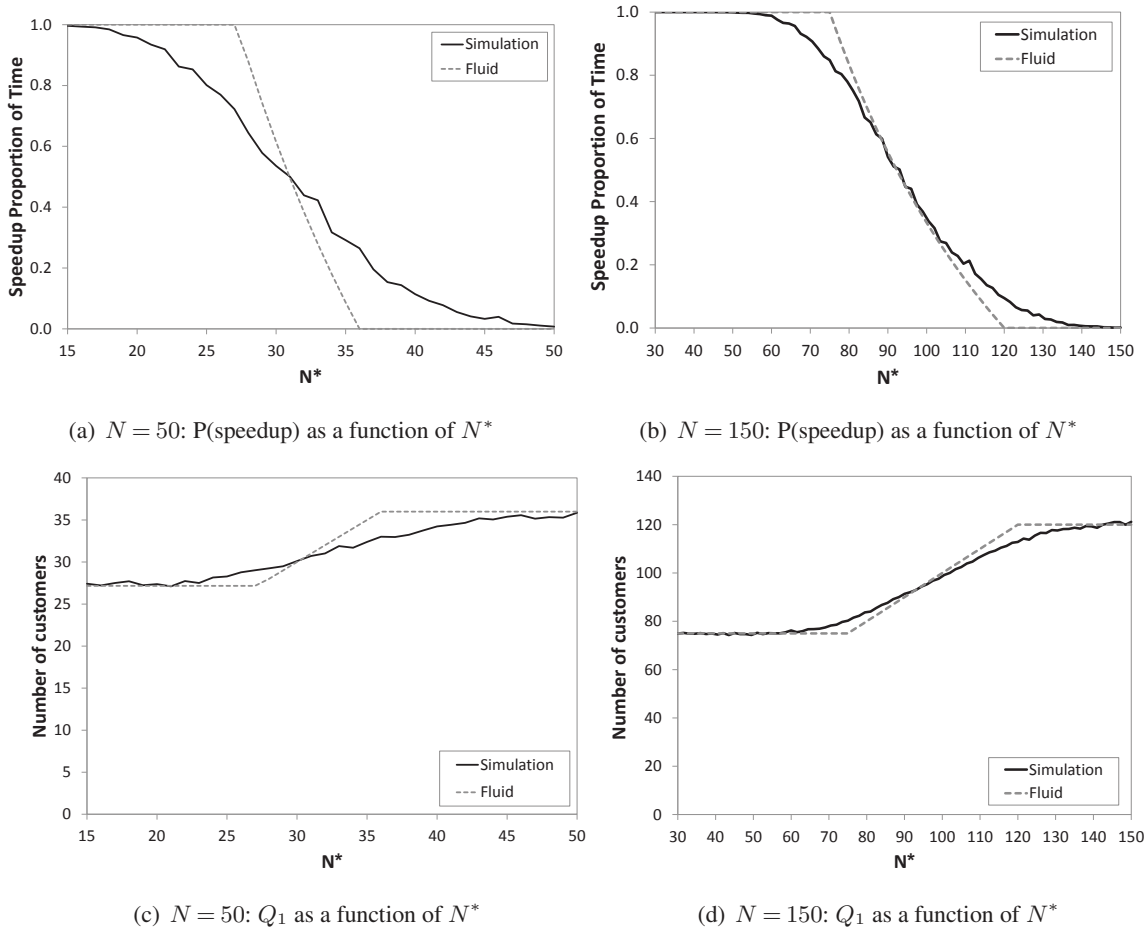 Speedup Proportion of Time
1.0
0.8
0.6
0.4
0.2
0.0
15 20 25 30 35 40 45 50
N*
Simulation
Fluid
(a) N = 50: P(speedup) as a function of N*
Speedup Proportion of Time
1.0
0.8
0.6
0.4
0.2
0.0
30 40 50 60 70 80 90 100 110 120 130 140 150
N*
Simulation
Fluid
(b) N = 150: P(speedup) as a function of N*
Number of customers
40
35
30
25
20
15
10
5
0
15 20 25 30 35 40 45 50
N*
Simulation
Fluid
(c) N = 50: Q1 as a function of N*
Number of customers
140
120
100
80
60
40
20
0
30 40 50 60 70 80 90 100 110 120 130 140 150
N*
Simulation
Fluid
(d) N = 150: Q1 as a function of N*